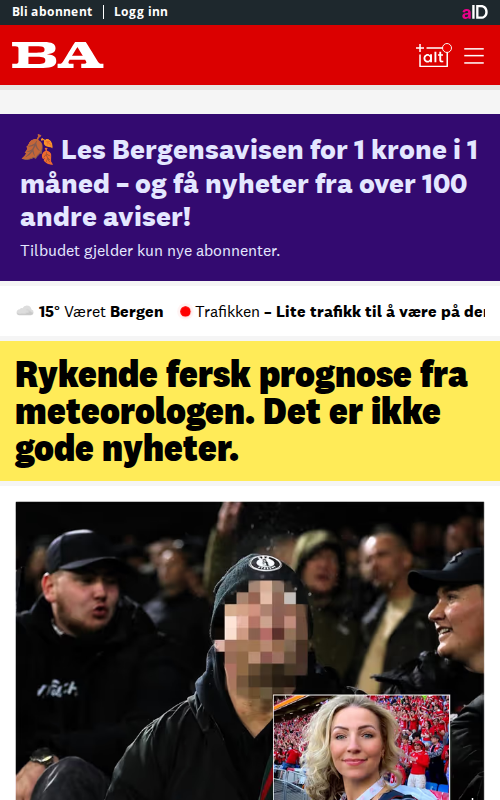 Bli abonnent | Logg inn
aID
BA
+alt
Les Bergensavisen for 1 krone i 1
måned – og få nyheter fra over 100
andre aviser!
Tilbudet gjelder kun nye abonnenter.
15° Været Bergen
Trafikken – Lite trafikk til å være på
Rykende fersk prognose fra
meteorologen. Det er ikke
gode nyheter.